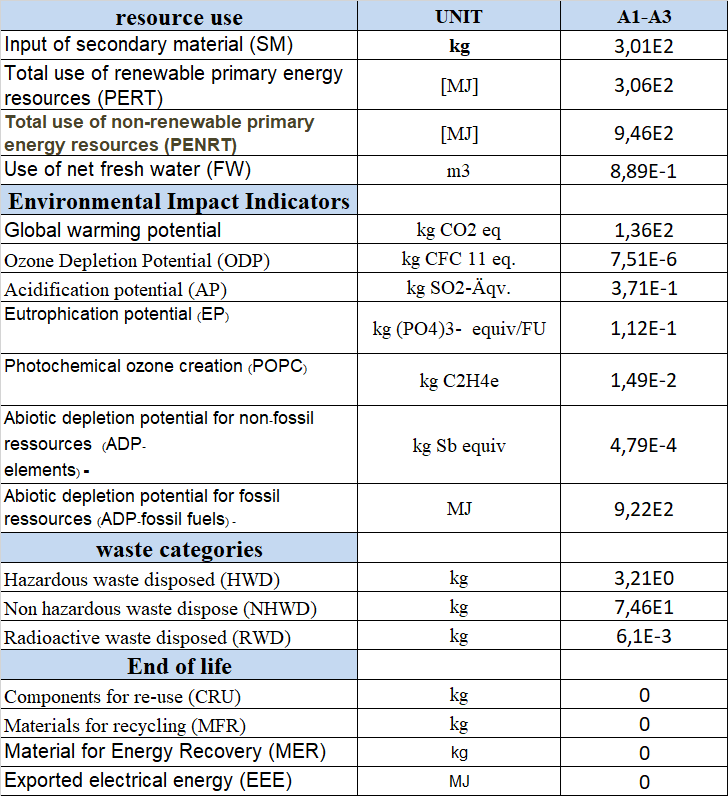 resource use UNIT A1-A3
Input of secondary material (SM) kg 3,01E2
Total use of renewable primary energy
resources (PERT) [MJ] 3,06E2
Total use of non-renewable primary
energy resources (PENRT) [MJ] 9,46E2
Use of net fresh water (FW) m3 8,89E-1
Environmental Impact Indicators
Global warming potential kg CO2 eq 1,36E2
Ozone Depletion Potential (ODP) kg CFC 11 eq. 7,51E-6
Acidification potential (AP) kg SO2-Äqv. 3,71E-1
Eutrophication potential (EP) kg (PO4)3- equiv/FU 1,12E-1
Photochemical ozone creation (POPC) kg C2H4e 1,49E-2
Abiotic depletion potential for non-fossil
ressources (ADP- kg Sb equiv 4,79E-4
elements) -
Abiotic depletion potential for fossil
ressources (ADP-fossil fuels) - MJ 9,22E2
waste categories
Hazardous waste disposed (HWD) kg 3,21E0
Non hazardous waste dispose (NHWD) kg 7,46E1
Radioactive waste disposed (RWD) kg 6,1E-3
End of life
Components for re-use (CRU) kg 0
Materials for recycling (MFR) kg 0
Material for Energy Recovery (MER) kg 0
Exported electrical energy (EEE) MJ 0